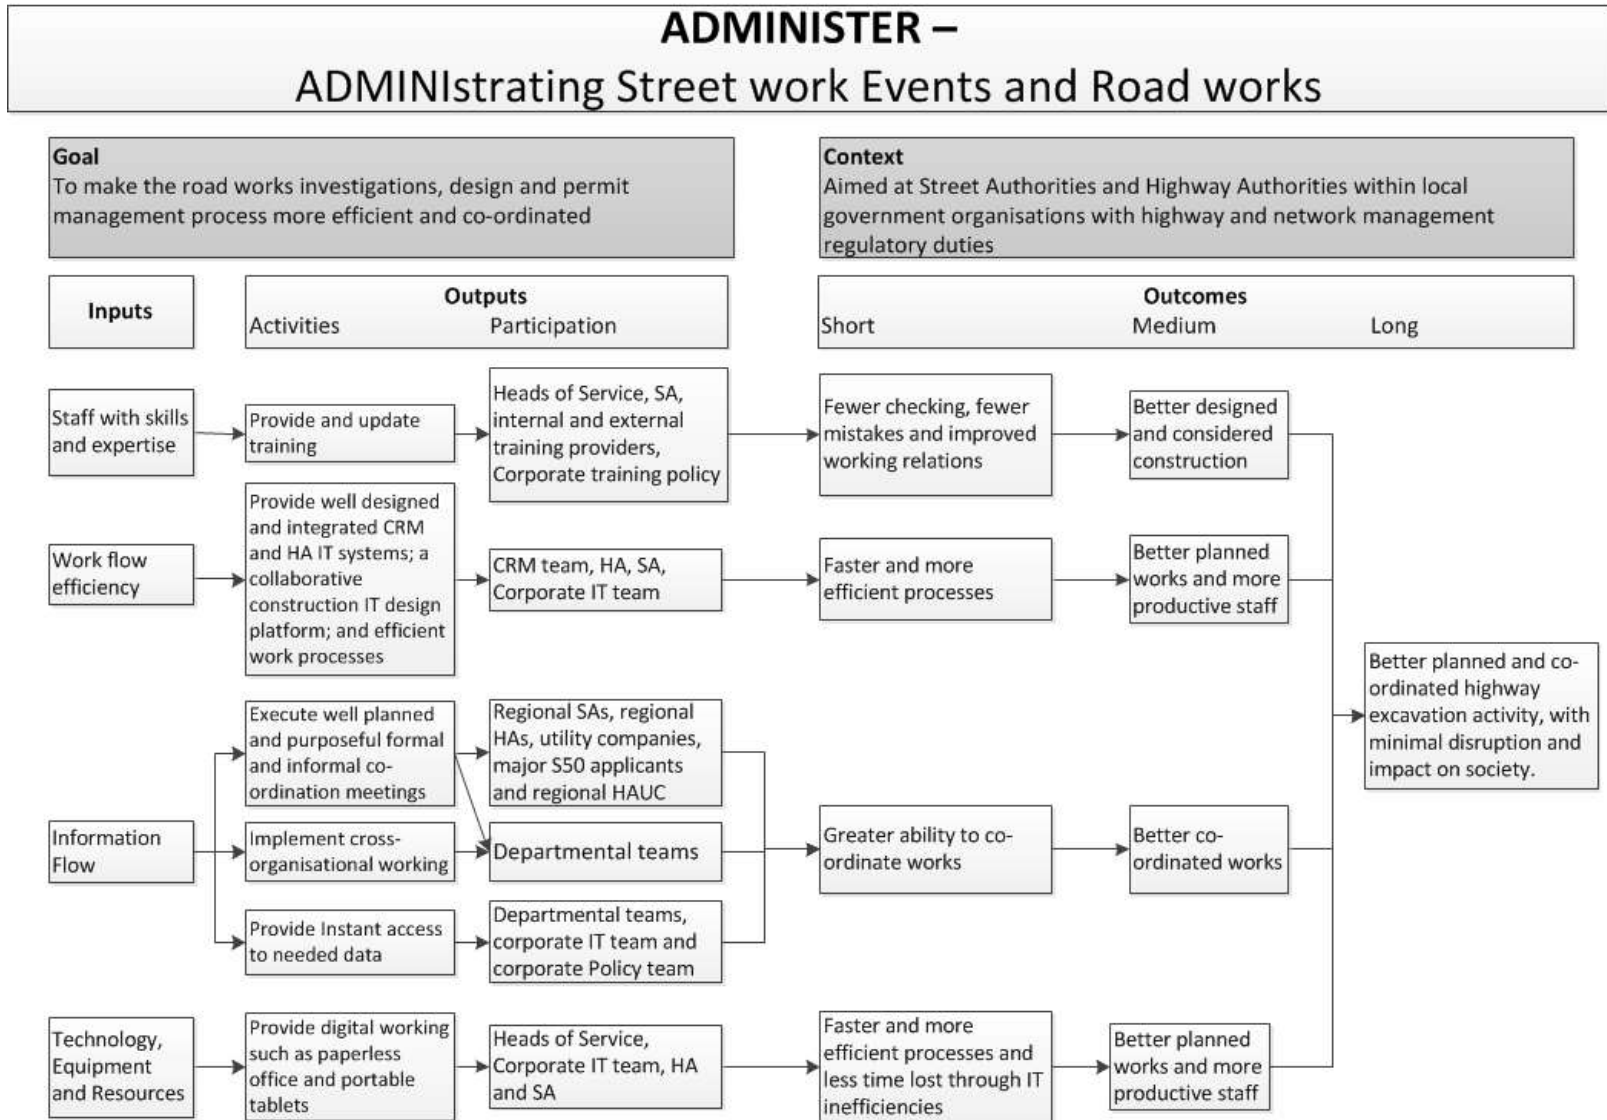 ADMINISTER –
ADMINIstrating Street work Events and Road works
Goal
To make the road works investigations, design and permit
management process more efficient and co-ordinated
Context
Aimed at Street Authorities and Highway Authorities within local
government organisations with highway and network management
regulatory duties
Inputs
Outputs
Activities
Participation
Outcomes
Short
Medium
Long
Staff with skills
and expertise
Provide and update
training
Heads of Service, SA,
internal and external
training providers,
Corporate training policy
Fewer checking, fewer
mistakes and improved
working relations
Better designed
and considered
construction
Work flow
efficiency
Provide well designed
and integrated CRM
and HA IT systems; a
collaborative
construction IT design
platform; and efficient
work processes
CRM team, HA, SA,
Corporate IT team
Faster and more
efficient processes
Better planned
works and more
productive staff
Information
Flow
Execute well planned
and purposeful formal
and informal co-
ordination meetings
Regional SAs, regional
HAs, utility companies,
major S50 applicants
and regional HAUC
Implement cross-
organisational working
Departmental teams
Provide Instant access
to needed data
Departmental teams,
corporate IT team and
corporate Policy team
Greater ability to co-
ordinate works
Better co-
ordinated works
Technology,
Equipment
and Resources
Provide digital working
such as paperless
office and portable
tablets
Heads of Service,
Corporate IT team, HA
and SA
Faster and more
efficient processes and
less time lost through IT
inefficiencies
Better planned
works and more
productive staff
Better planned and co-
ordinated highway
excavation activity, with
minimal disruption and
impact on society.